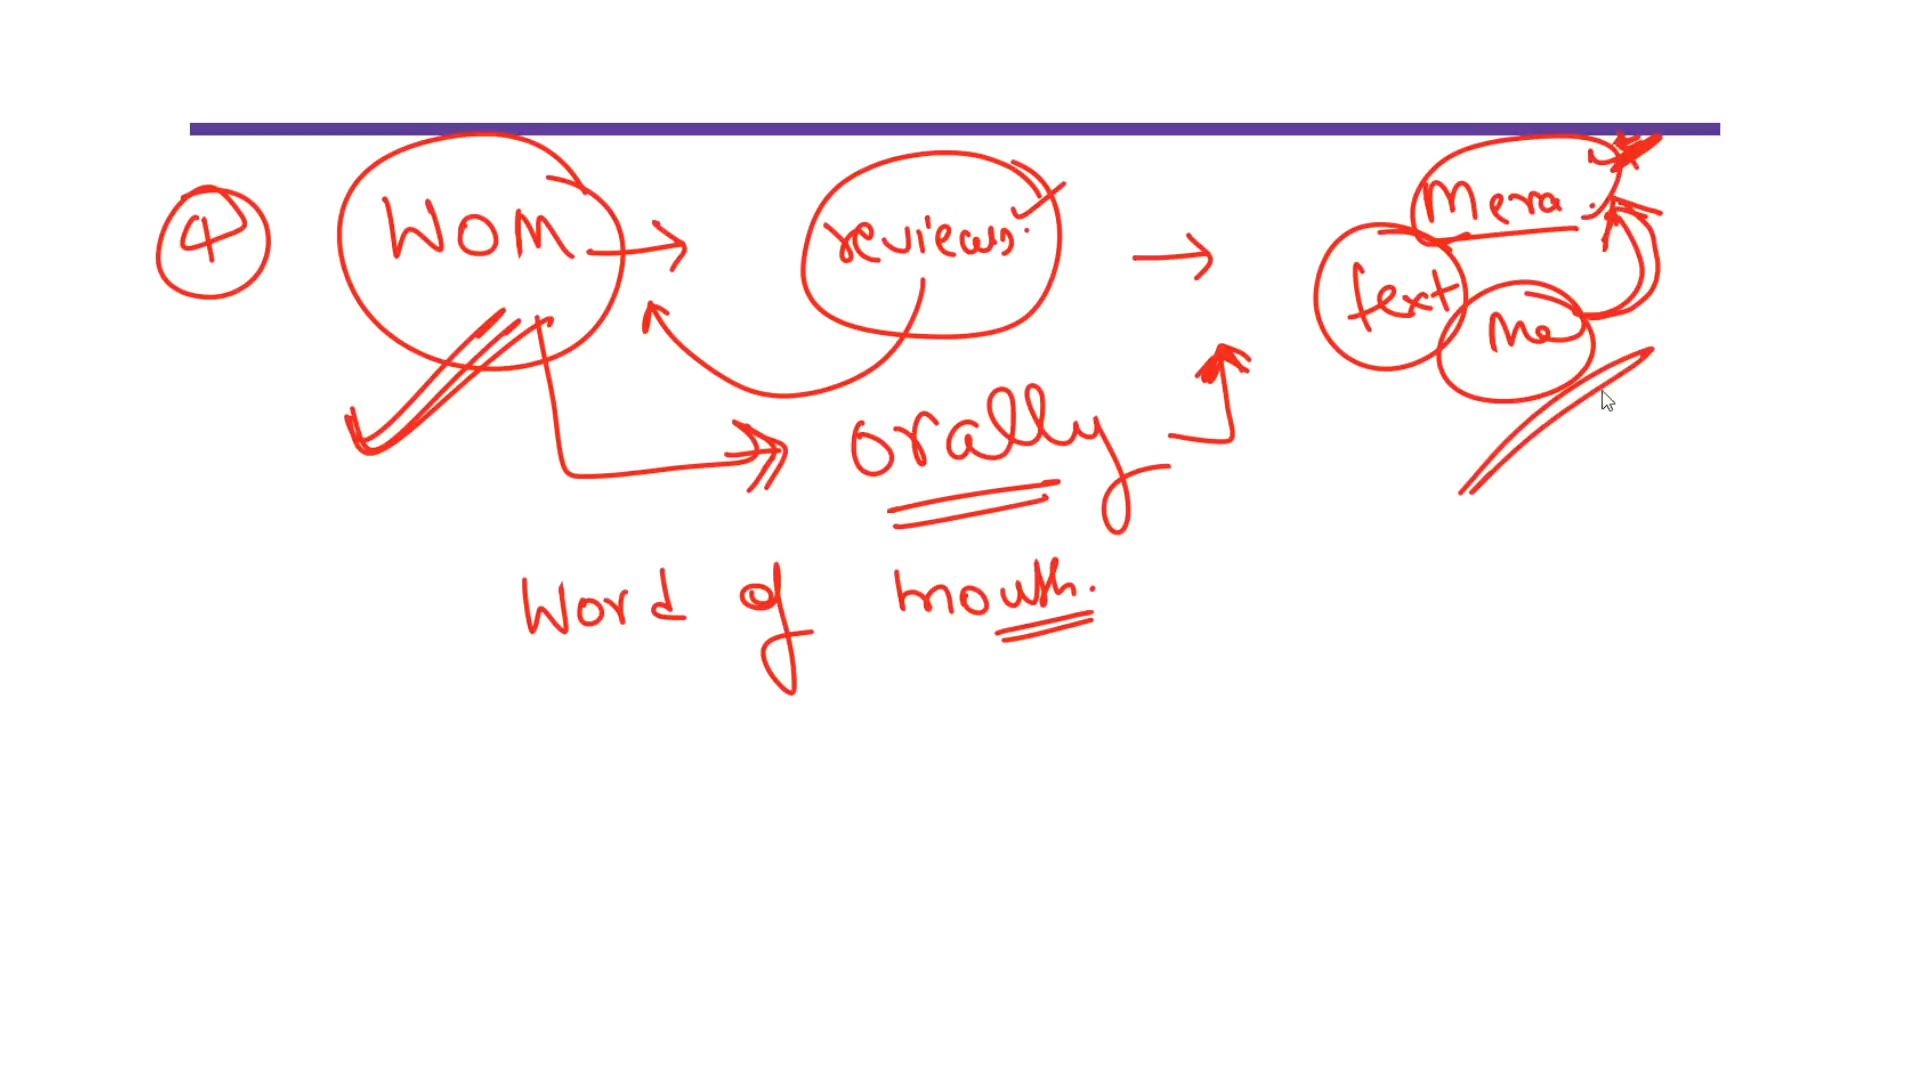 4 WOM reviews.
Mera.
text
Me
orally
Word of mouth.